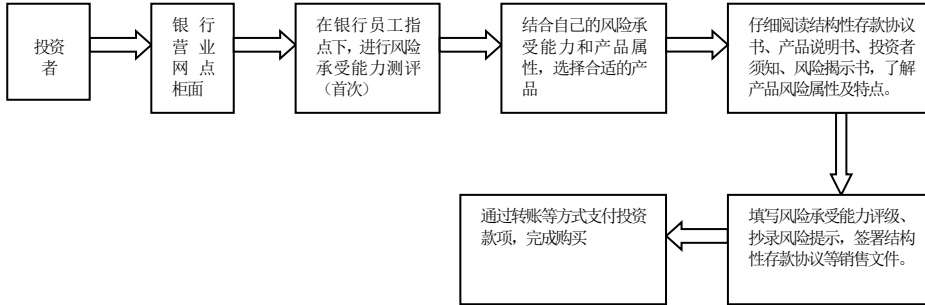 投资
者
银 行
营 业
网 点
柜面
在银行员工指
点下，进行风险
承受能力测评
（首次）
结合自己的风险承
受能力和产品属
性，选择合适的产
品
仔细阅读结构性存款协议
书、产品说明书、投资者
须知、风险揭示书，了解
产品风险属性及特点。
填写风险承受能力评级、
抄录风险提示，签署结构
性存款协议等销售文件。
通过转账等方式支付投资
款项，完成购买